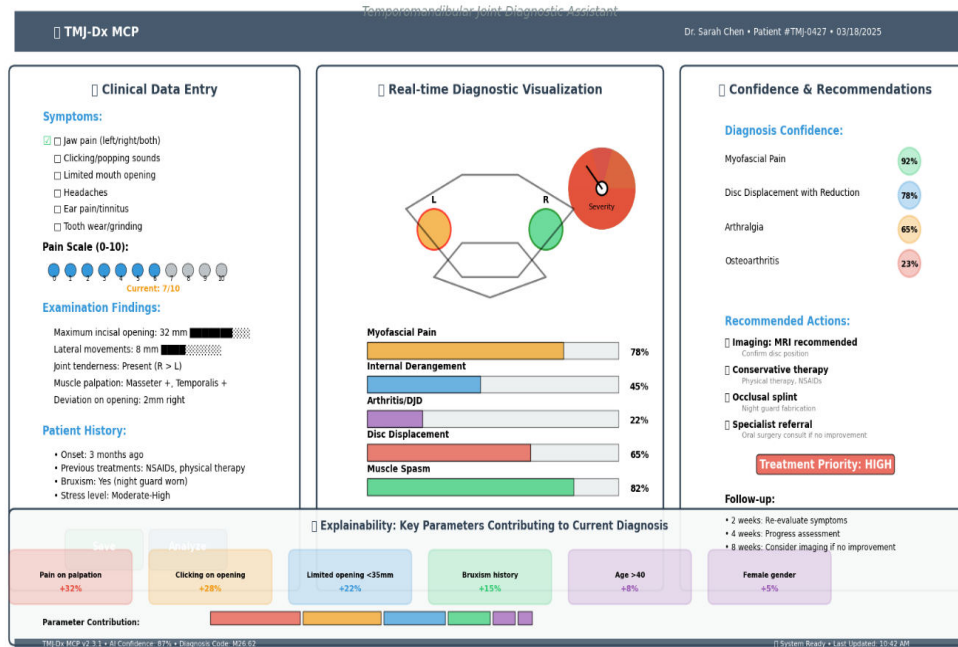 Temporomandibular Joint Diagnostic Assistant
TMJ-Dx MCP
Dr. Sarah Chen • Patient #TMJ-0427 • 03/18/2025
Clinical Data Entry
Symptoms:
☑ □ Jaw pain (left/right/both)
□ Clicking/popping sounds
□ Limited mouth opening
□ Headaches
□ Ear pain/tinnitus
□ Tooth wear/grinding
Pain Scale (0-10):
0 1 2 3 4 5 6 7 8 9 10
Current: 7/10
Examination Findings:
Maximum incisal opening: 32 mm ███████░░░
Lateral movements: 8 mm ████░░░░░░
Joint tenderness: Present (R > L)
Muscle palpation: Masseter +, Temporalis +
Deviation on opening: 2mm right
Patient History:
• Onset: 3 months ago
• Previous treatments: NSAIDs, physical therapy
• Bruxism: Yes (night guard worn)
• Stress level: Moderate-High
Save
Analyze
Real-time Diagnostic Visualization
L
R
Severity
Myofascial Pain
78%
Internal Derangement
45%
Arthritis/DJD
22%
Disc Displacement
65%
Muscle Spasm
82%
Confidence & Recommendations
Diagnosis Confidence:
Myofascial Pain 92%
Disc Displacement with Reduction 78%
Arthralgia 65%
Osteoarthritis 23%
Recommended Actions:
Imaging: MRI recommended
Confirm disc position
Conservative therapy
Physical therapy, NSAIDs
Occlusal splint
Night guard fabrication
Specialist referral
Oral surgery consult if no improvement
Treatment Priority: HIGH
Follow-up:
• 2 weeks: Re-evaluate symptoms
• 4 weeks: Progress assessment
• 8 weeks: Consider imaging if no improvement
Explainability: Key Parameters Contributing to Current Diagnosis
Pain on palpation
+32%
Clicking on opening
+28%
Limited opening <35mm
+22%
Bruxism history
+15%
Age >40
+8%
Female gender
+5%
Parameter Contribution:
TMJ-Dx MCP v2.3.1 • AI Confidence: 87% • Diagnosis Code: M26.62
System Ready • Last Updated: 10:42 AM